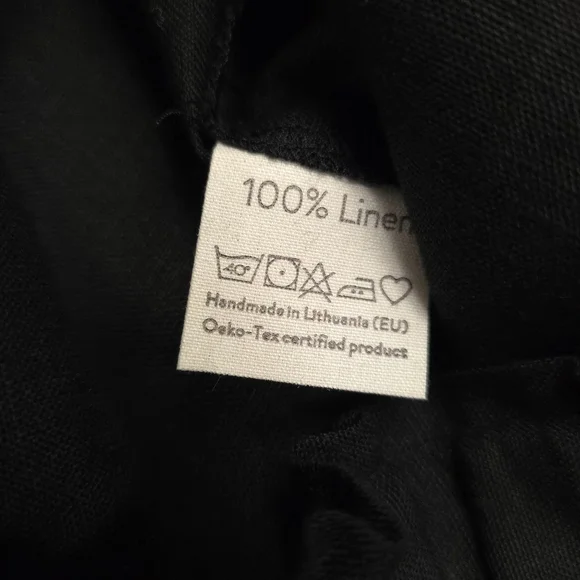 100% Linen
40°
Handmade in Lithuania (EU)
Oeko-Tex certified product